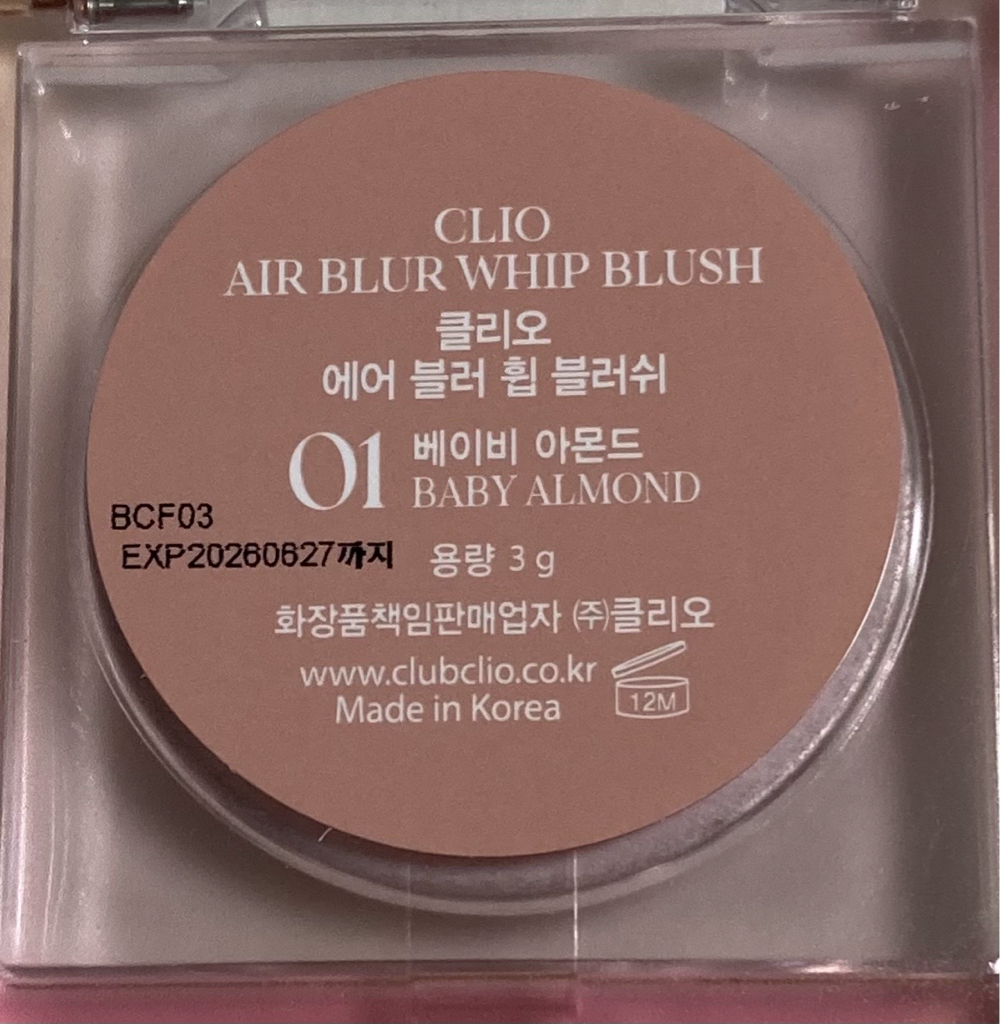 CLIO
AIR BLUR WHIP BLUSH
클리오
에어 블러 휩 블러쉬
01 베이비 아몬드
BABY ALMOND
BCF03
EXP20260627까지
용량 3 g
화장품책임판매업자 ㈜클리오
www.clubclio.co.kr
Made in Korea
12M